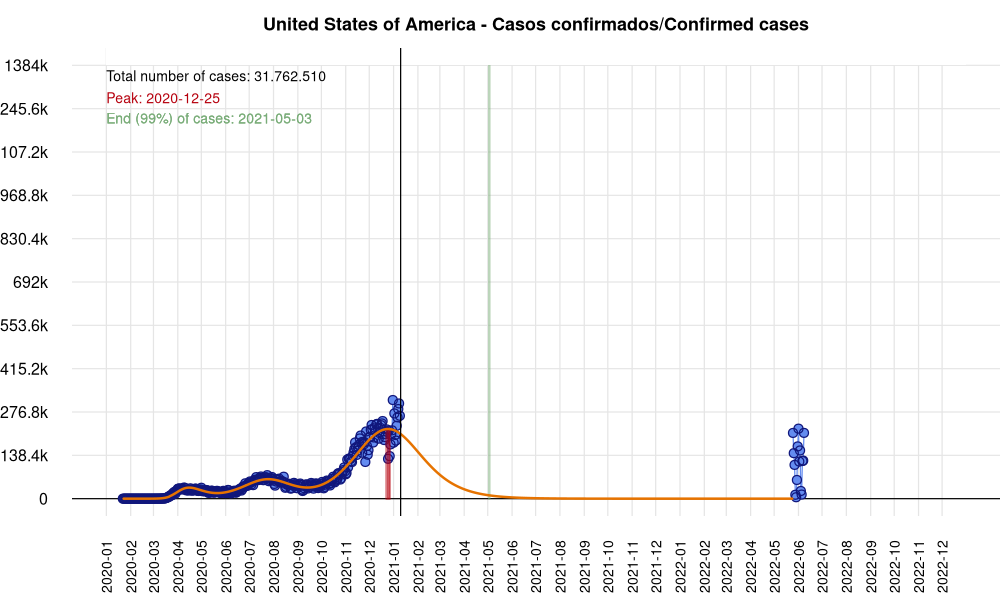 United States of America - Casos confirmados/Confirmed cases
Total number of cases: 31.762.510
Peak: 2020-12-25
End (99%) of cases: 2021-05-03
1384k
245.6k
107.2k
968.8k
830.4k
692k
553.6k
415.2k
276.8k
138.4k
0
2020-01
2020-02
2020-03
2020-04
2020-05
2020-06
2020-07
2020-08
2020-09
2020-10
2020-11
2020-12
2021-01
2021-02
2021-03
2021-04
2021-05
2021-06
2021-07
2021-08
2021-09
2021-10
2021-11
2021-12
2022-01
2022-02
2022-03
2022-04
2022-05
2022-06
2022-07
2022-08
2022-09
2022-10
2022-11
2022-12